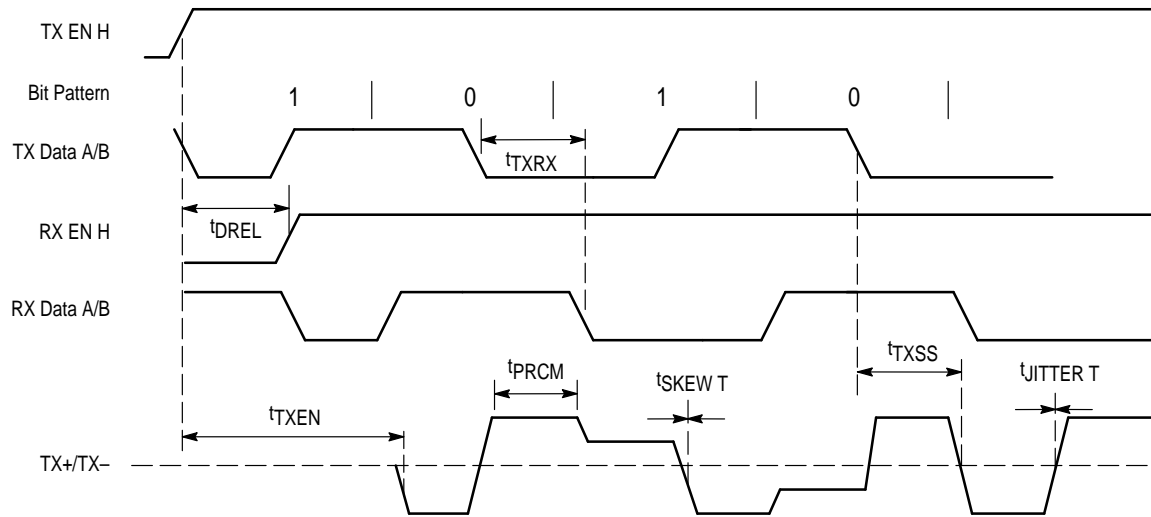 TX EN H
Bit Pattern 1 0 1 0
TX Data A/B
tTXRX
tDREL
RX EN H
RX Data A/B
tPRCM
tSKEW T
tTXSS
tJITTER T
tTXEN
TX+/TX–